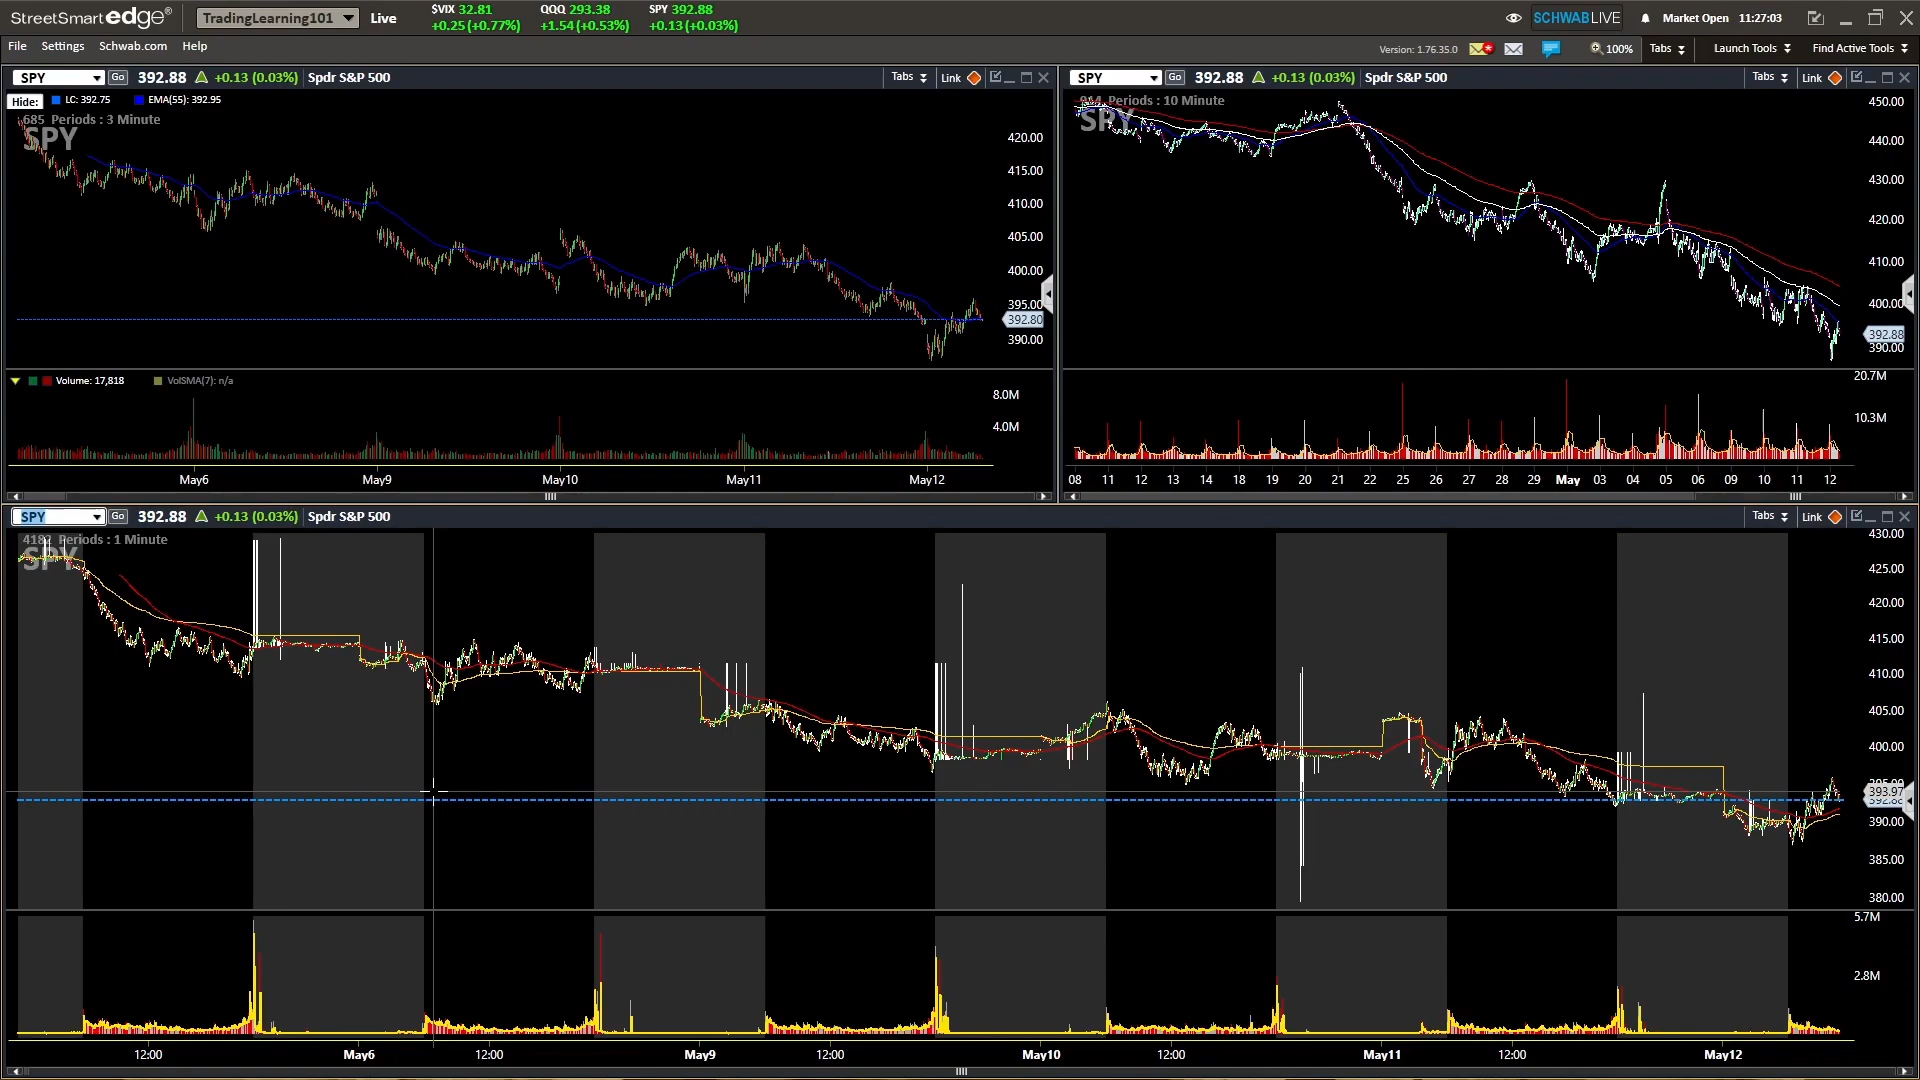 StreetSmart edge® TradingLearning101 Live $VIX 32.81 QQQ 293.38 SPY 392.88 SCHWABLIVE Market Open 11:27:03
+0.25 (+0.77%) +1.54 (+0.53%) +0.13 (+0.03%)
File Settings Schwab.com Help Version: 1.76.35.0 100% Tabs Launch Tools Find Active Tools
SPY Go 392.88 +0.13 (0.03%) Spdr S&P 500 Tabs Link
Hide: LC: 392.75 EMA(55): 392.95
685 Periods : 3 Minute
SPY
420.00
415.00
410.00
405.00
400.00
395.00
392.80
390.00
Volume: 17,818 VolSMA(7): n/a
8.0M
4.0M
May6 May9 May10 May11 May12
SPY Go 392.88 +0.13 (0.03%) Spdr S&P 500 Tabs Link
Periods : 10 Minute
SPY
450.00
440.00
430.00
420.00
410.00
400.00
392.88
390.00
20.7M
10.3M
08 11 12 13 14 18 19 20 21 22 25 26 27 28 29 May 03 04 05 06 09 10 11 12
SPY Go 392.88 +0.13 (0.03%) Spdr S&P 500 Tabs Link
Periods : 1 Minute
SPY
430.00
425.00
420.00
415.00
410.00
405.00
400.00
395.00
393.97
392.88
390.00
385.00
380.00
5.7M
2.8M
12:00 May6 12:00 May9 12:00 May10 12:00 May11 12:00 May12